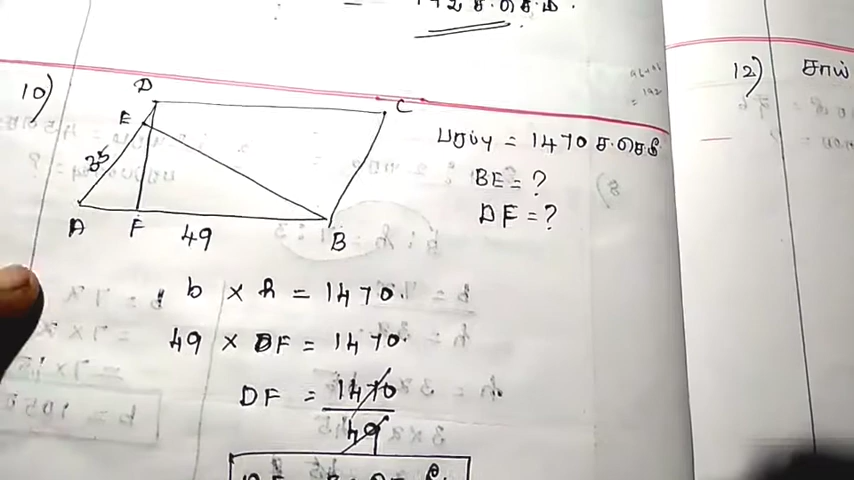 10)
D
C
E
35
A
F
49
B
பரப்பு = 1470 ச.செமீ
BE = ?
DF = ?
b × h = 1470.
49 × DF = 1470.
DF = 1470
49
12)
சாய்